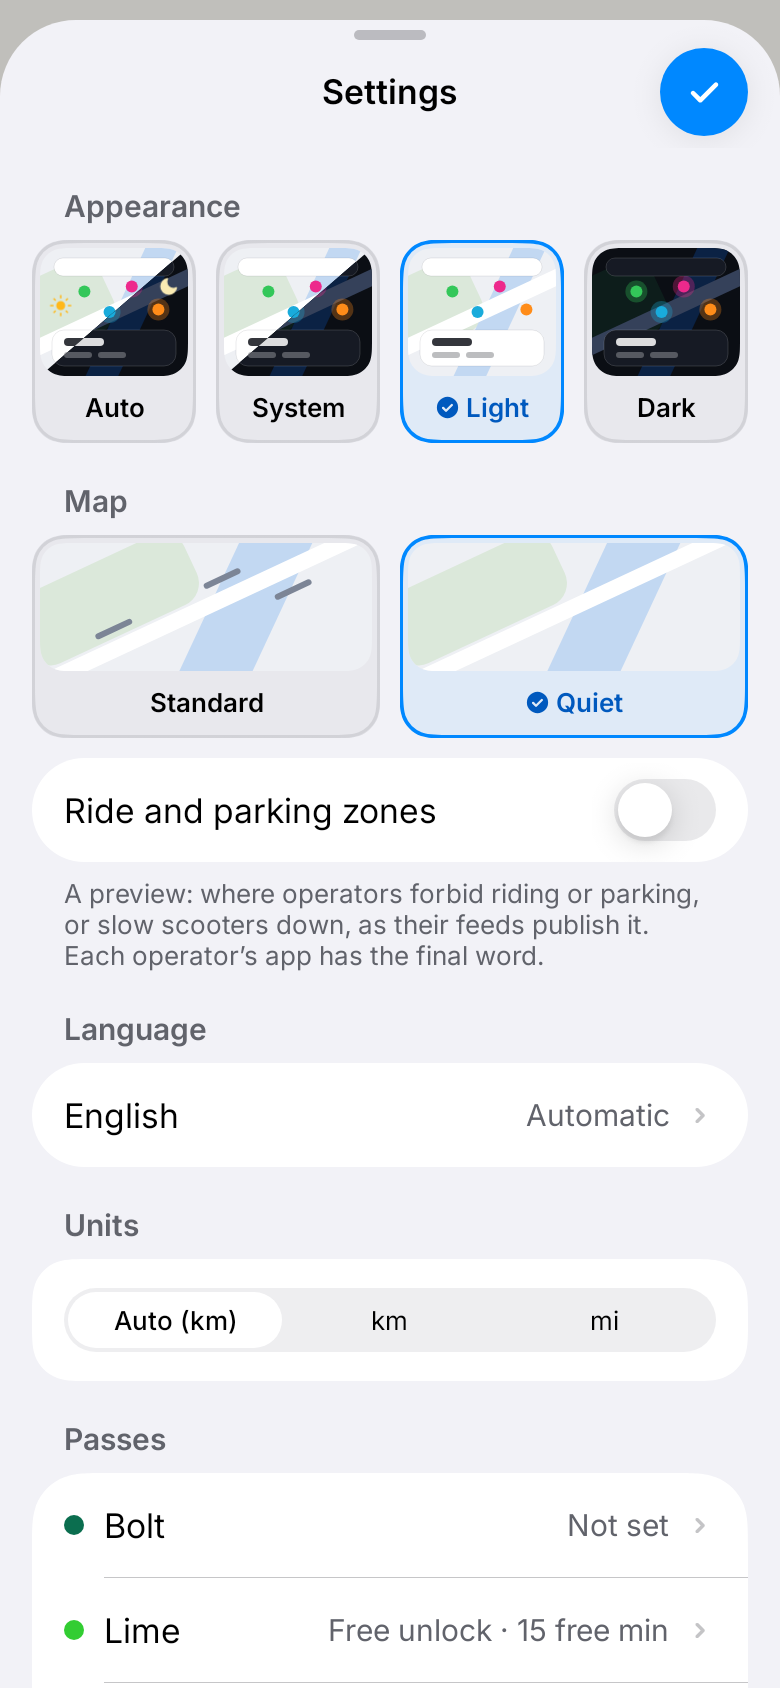 Settings
Appearance
Auto
System
Light
Dark
Map
Standard
Quiet
Ride and parking zones
A preview: where operators forbid riding or parking,
or slow scooters down, as their feeds publish it.
Each operator’s app has the final word.
Language
English
Automatic
Units
Auto (km)
km
mi
Passes
Bolt
Not set
Lime
Free unlock · 15 free min